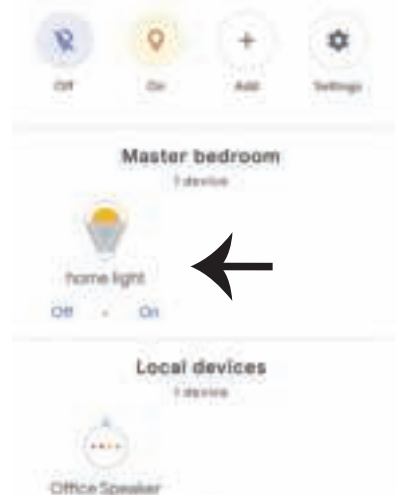 Off On Add Settings
Master bedroom
1 device
home light
Off On
Local devices
1 device
Office Speaker